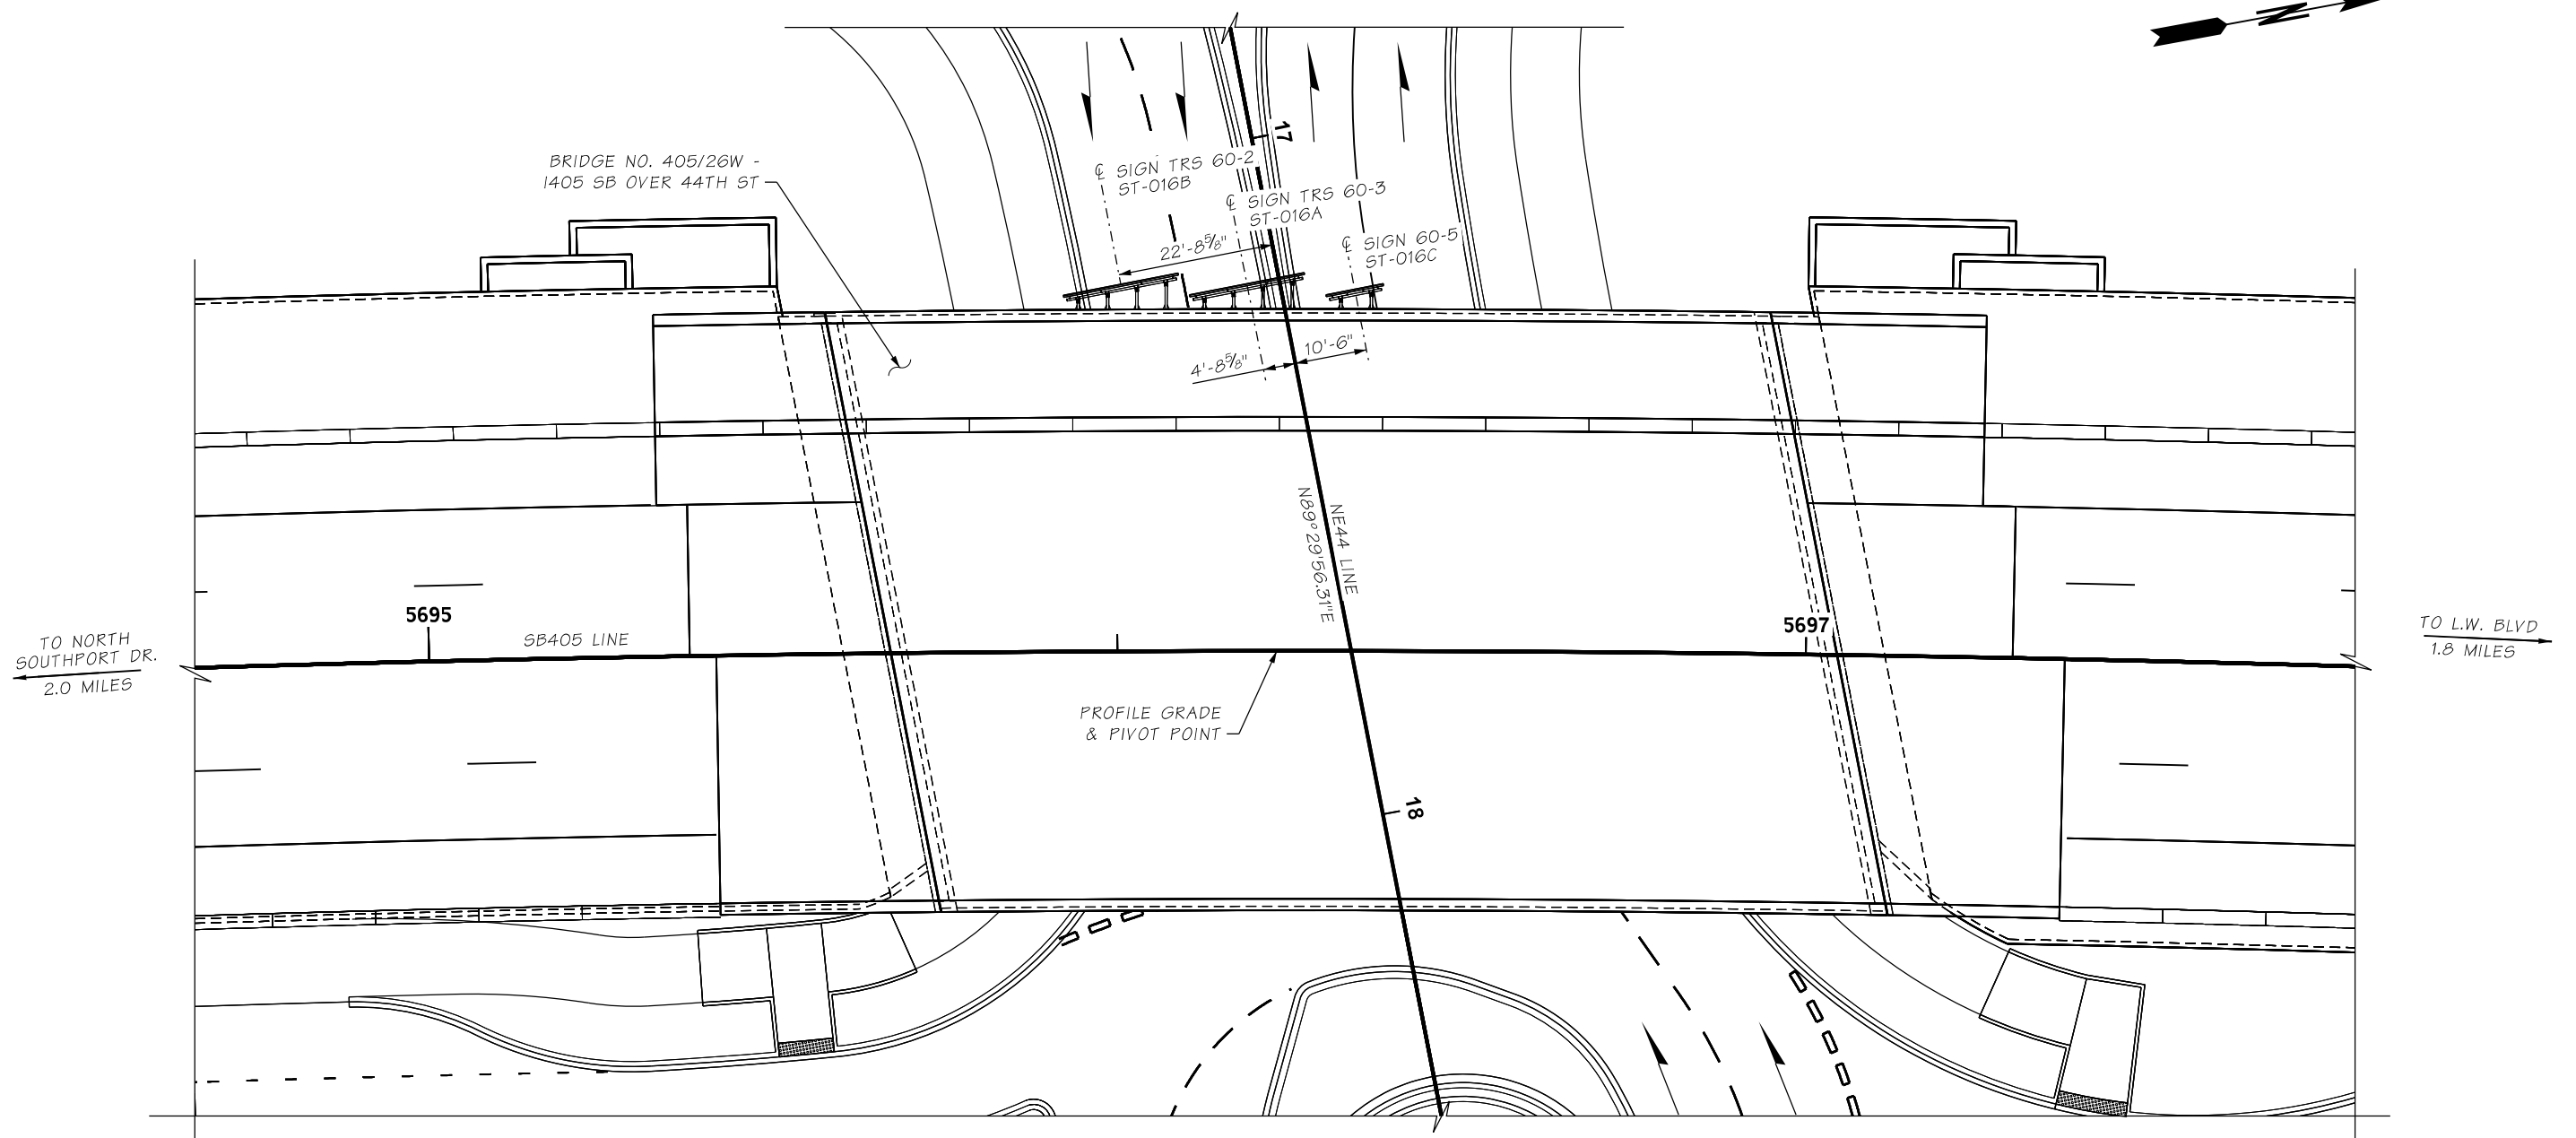 N
17
BRIDGE NO. 405/26W -
I405 SB OVER 44TH ST
℄ SIGN TRS 60-2
ST-016B
℄ SIGN TRS 60-3
ST-016A
℄ SIGN 60-5
ST-016C
22'-8⅝"
4'-8⅝"
10'-6"
NE44 LINE
N89°29'56.31"E
5695
SB405 LINE
5697
TO NORTH
SOUTHPORT DR.
2.0 MILES
TO L.W. BLVD
1.8 MILES
PROFILE GRADE
& PIVOT POINT
18